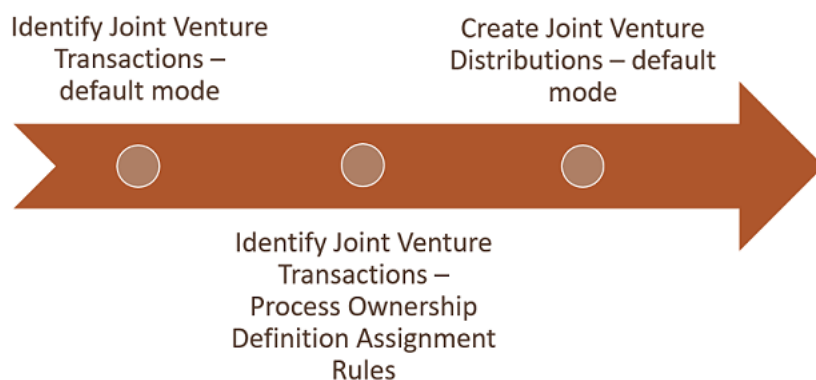 Identify Joint Venture
Transactions –
default mode
Identify Joint Venture
Transactions –
Process Ownership
Definition Assignment
Rules
Create Joint Venture
Distributions – default
mode